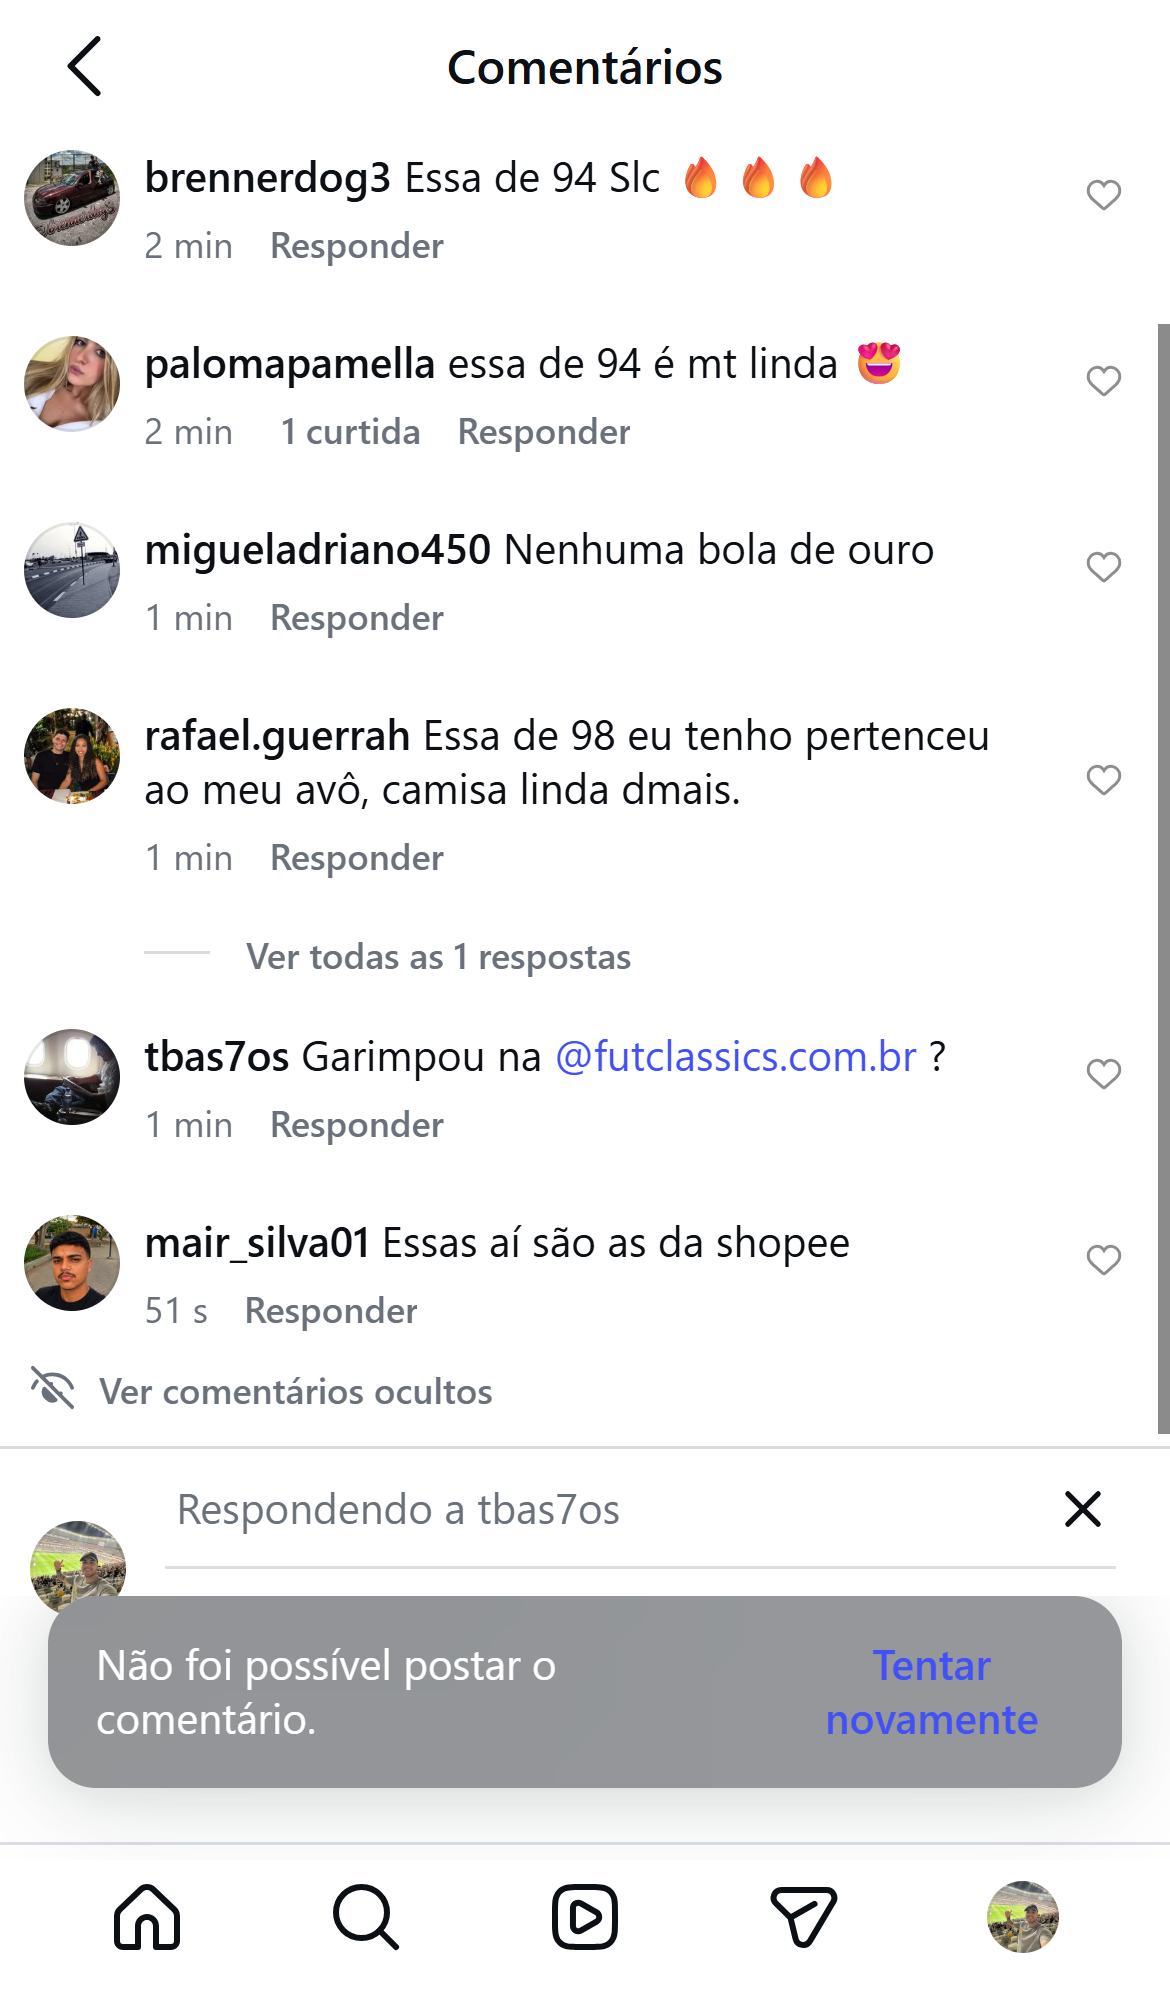 Comentários
brennerdog3 Essa de 94 Slc 🔥 🔥 🔥
2 min Responder
palomapamella essa de 94 é mt linda 😍
2 min 1 curtida Responder
migueladriano450 Nenhuma bola de ouro
1 min Responder
rafael.guerrah Essa de 98 eu tenho pertenceu
ao meu avô, camisa linda dmais.
1 min Responder
Ver todas as 1 respostas
tbas7os Garimpou na @futclassics.com.br ?
1 min Responder
mair_silva01 Essas aí são as da shopee
51 s Responder
Ver comentários ocultos
Respondendo a tbas7os
Não foi possível postar o
comentário.
Tentar
novamente